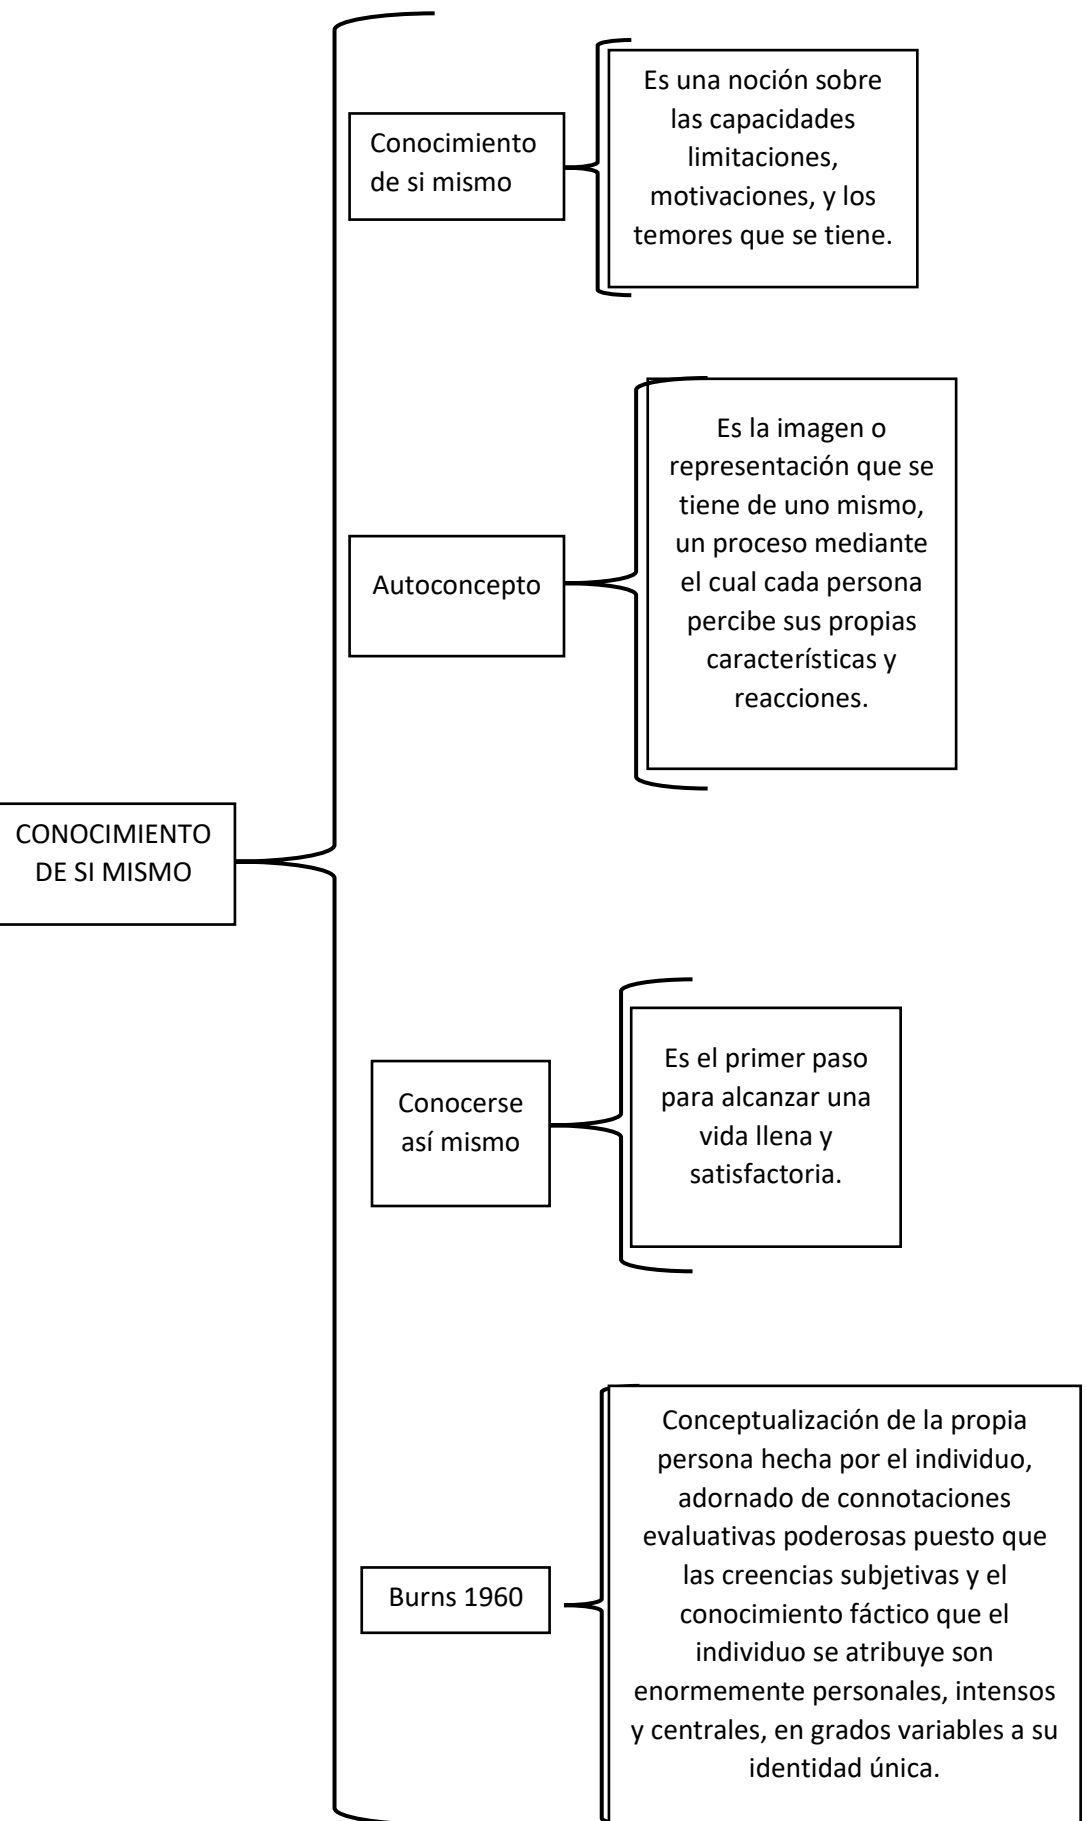 Conocimiento
de si mismo
Es una noción sobre
las capacidades
limitaciones,
motivaciones, y los
temores que se tiene.
Autoconcepto
Es la imagen o
representación que se
tiene de uno mismo,
un proceso mediante
el cual cada persona
percibe sus propias
características y
reacciones.
CONOCIMIENTO
DE SI MISMO
Conocerse
así mismo
Es el primer paso
para alcanzar una
vida llena y
satisfactoria.
Burns 1960
Conceptualización de la propia
persona hecha por el individuo,
adornado de connotaciones
evaluativas poderosas puesto que
las creencias subjetivas y el
conocimiento fáctico que el
individuo se atribuye son
enormemente personales, intensos
y centrales, en grados variables a su
identidad única.